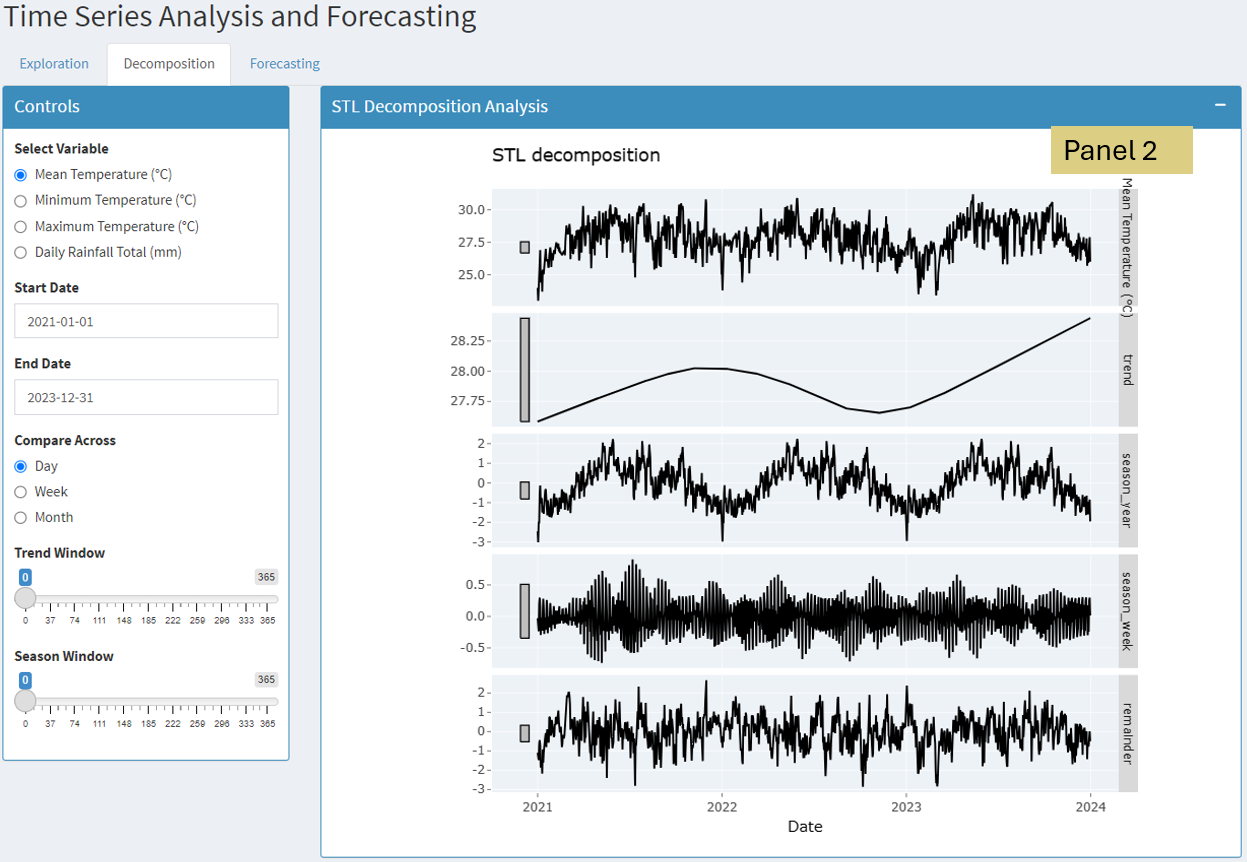 Time Series Analysis and Forecasting
Exploration Decomposition Forecasting
Controls
Select Variable
Mean Temperature (°C)
Minimum Temperature (°C)
Maximum Temperature (°C)
Daily Rainfall Total (mm)
Start Date
2021-01-01
End Date
2023-12-31
Compare Across
Day
Week
Month
Trend Window
0 365
0 37 74 111 148 185 222 259 296 333 365
Season Window
0 365
0 37 74 111 148 185 222 259 296 333 365
STL Decomposition Analysis −
Panel 2
STL decomposition
30.0
27.5
25.0
Mean Temperature (°C)
28.25
28.00
27.75
trend
2
1
0
-1
-2
-3
season_year
0.5
0.0
-0.5
season_week
2
1
0
-1
-2
-3
remainder
2021 2022 2023 2024
Date